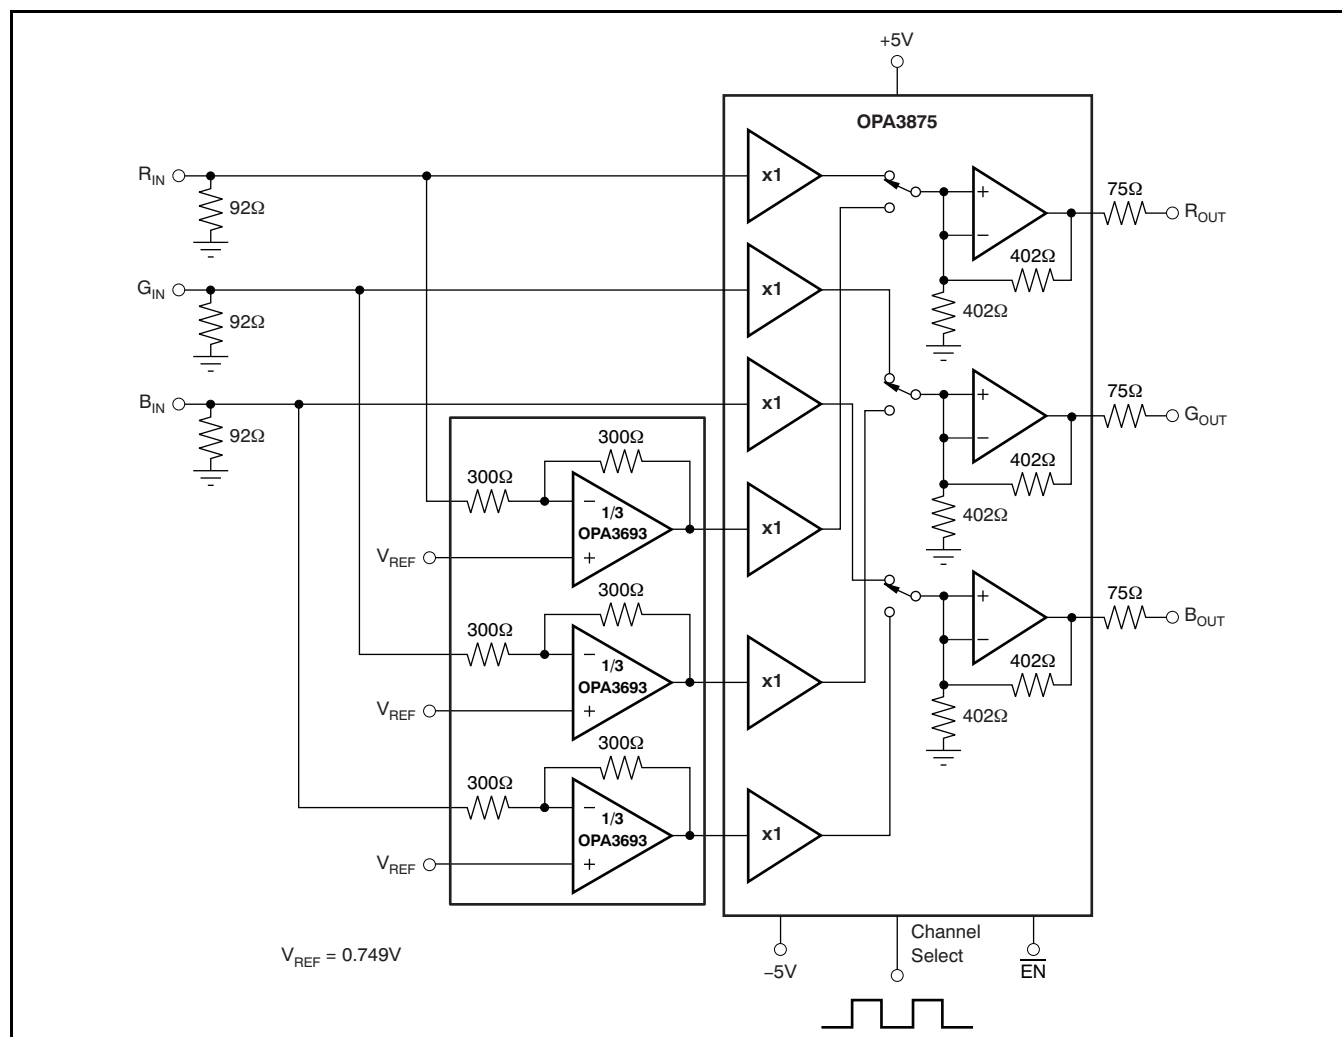 +5V
OPA3875
R_IN
92Ω
x1
75Ω
R_OUT
+
−
402Ω
402Ω
G_IN
92Ω
x1
75Ω
G_OUT
+
−
402Ω
402Ω
B_IN
92Ω
x1
300Ω
300Ω
−
1/3
OPA3693
V_REF
+
x1
75Ω
B_OUT
+
−
402Ω
402Ω
300Ω
300Ω
−
1/3
OPA3693
V_REF
+
x1
300Ω
300Ω
−
1/3
OPA3693
V_REF
+
x1
V_REF = 0.749V
−5V
Channel
Select
E̅N̅